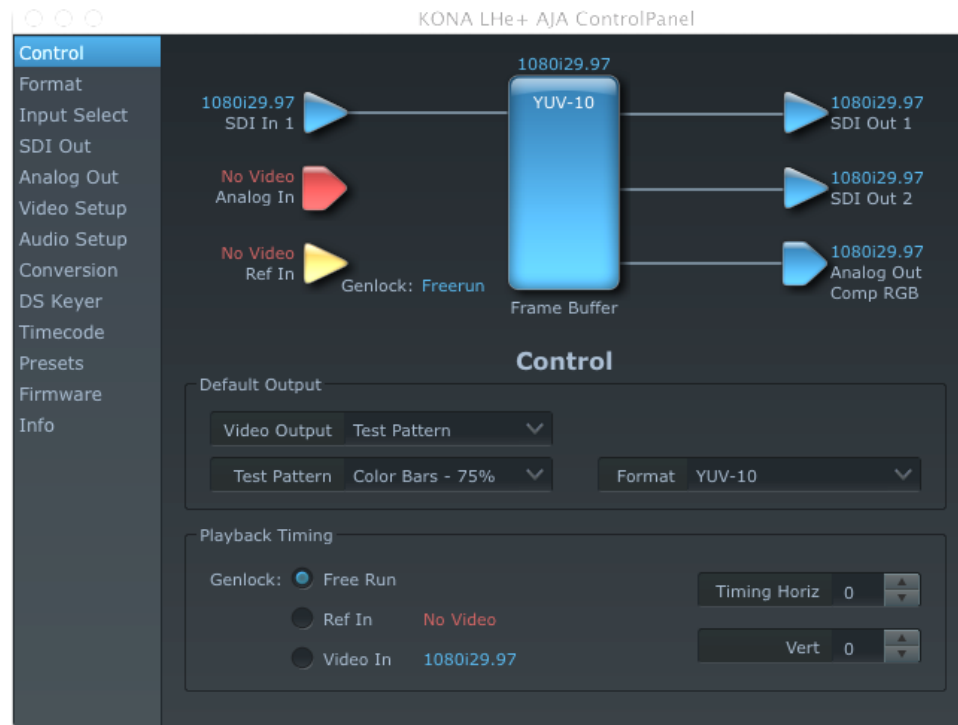 KONA LHe+ AJA ControlPanel
Control
Format
Input Select
SDI Out
Analog Out
Video Setup
Audio Setup
Conversion
DS Keyer
Timecode
Presets
Firmware
Info
1080i29.97
YUV-10
Frame Buffer
1080i29.97
SDI In 1
No Video
Analog In
No Video
Ref In
Genlock: Freerun
1080i29.97
SDI Out 1
1080i29.97
SDI Out 2
1080i29.97
Analog Out
Comp RGB
Control
Default Output
Video Output Test Pattern
Test Pattern Color Bars - 75% Format YUV-10
Playback Timing
Genlock: Free Run
Ref In No Video
Video In 1080i29.97
Timing Horiz 0
Vert 0